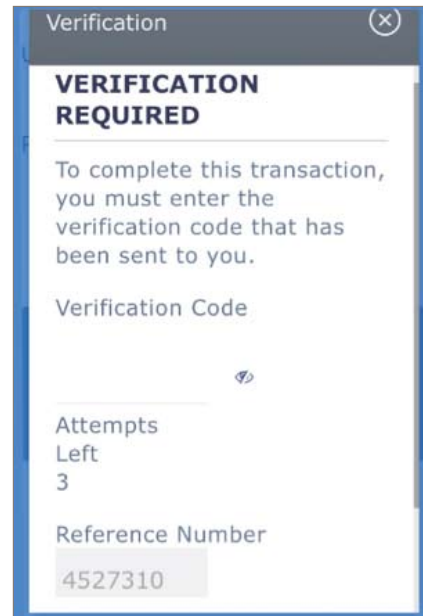 Verification
VERIFICATION
REQUIRED
To complete this transaction,
you must enter the
verification code that has
been sent to you.
Verification Code
Attempts
Left
3
Reference Number
4527310